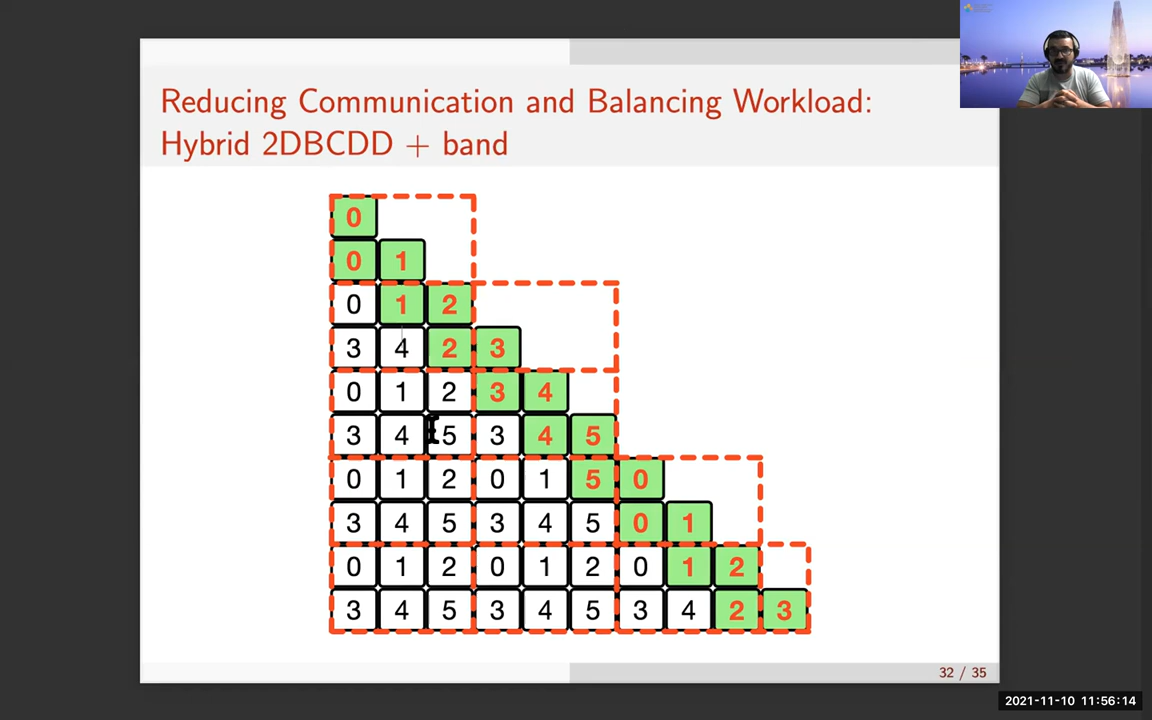 Reducing Communication and Balancing Workload:
Hybrid 2DBCDD + band
0
0 1
0 1 2
3 4 2 3
0 1 2 3 4
3 4 5 3 4 5
0 1 2 0 1 5 0
3 4 5 3 4 5 0 1
0 1 2 0 1 2 0 1 2
3 4 5 3 4 5 3 4 2 3
32 / 35
2021-11-10 11:56:14